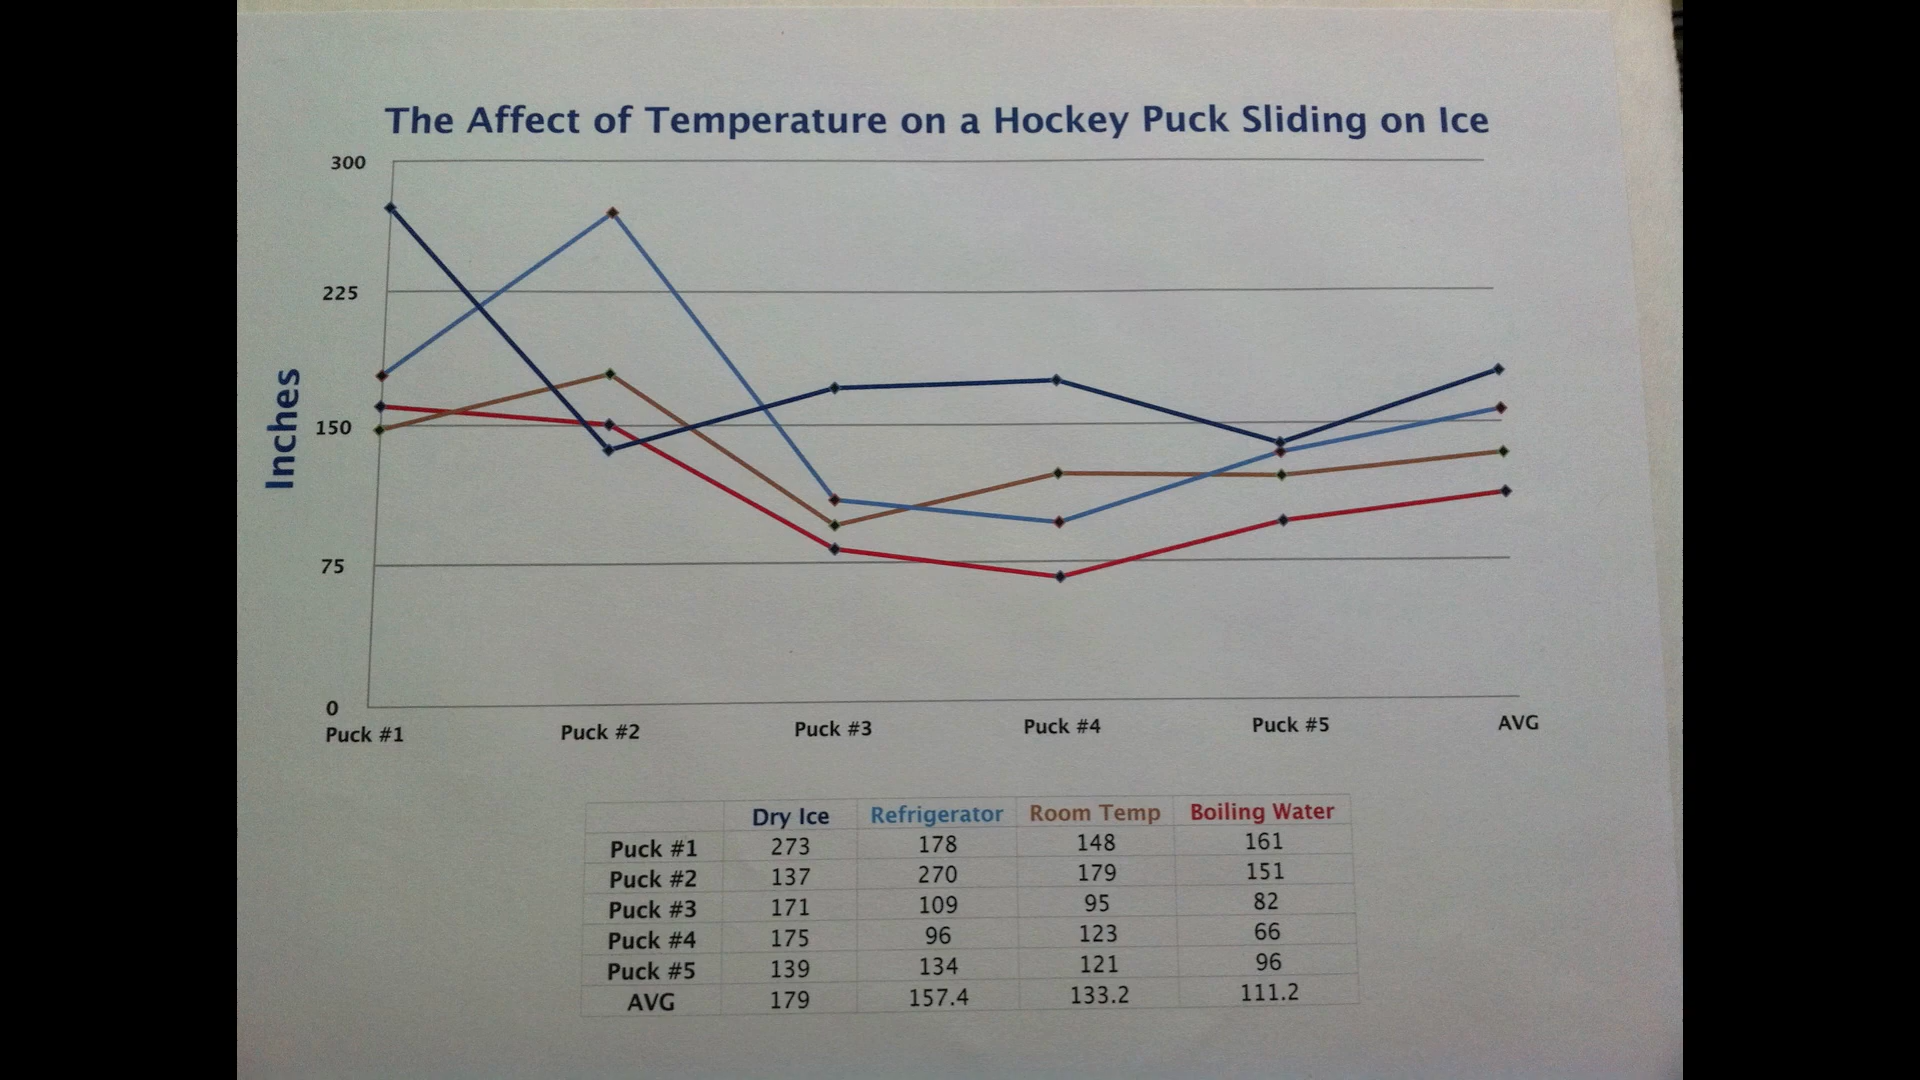 The Affect of Temperature on a Hockey Puck Sliding on Ice
300
225
150
75
0
Inches
Puck #1 Puck #2 Puck #3 Puck #4 Puck #5 AVG
Dry Ice Refrigerator Room Temp Boiling Water
Puck #1 273 178 148 161
Puck #2 137 270 179 151
Puck #3 171 109 95 82
Puck #4 175 96 123 66
Puck #5 139 134 121 96
AVG 179 157.4 133.2 111.2